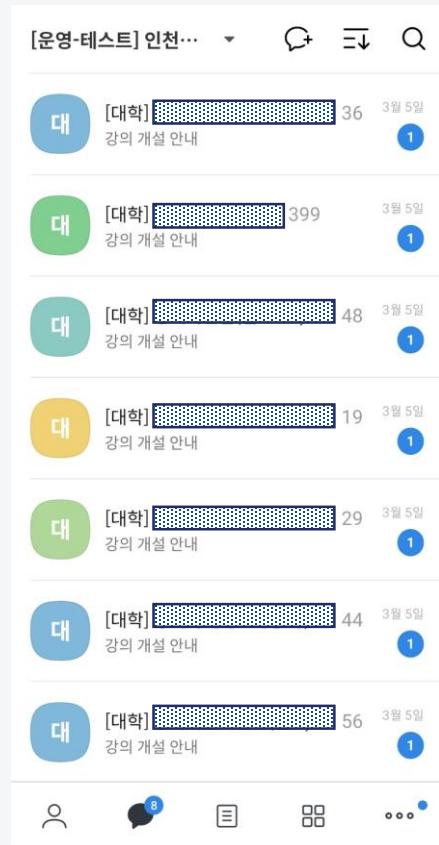 [운영-테스트] 인천…
대
[대학] 36
3월 5일
강의 개설 안내
1
대
[대학] 399
3월 5일
강의 개설 안내
1
대
[대학] 48
3월 5일
강의 개설 안내
1
대
[대학] 19
3월 5일
강의 개설 안내
1
대
[대학] 29
3월 5일
강의 개설 안내
1
대
[대학] 44
3월 5일
강의 개설 안내
1
대
[대학] 56
3월 5일
강의 개설 안내
1
8